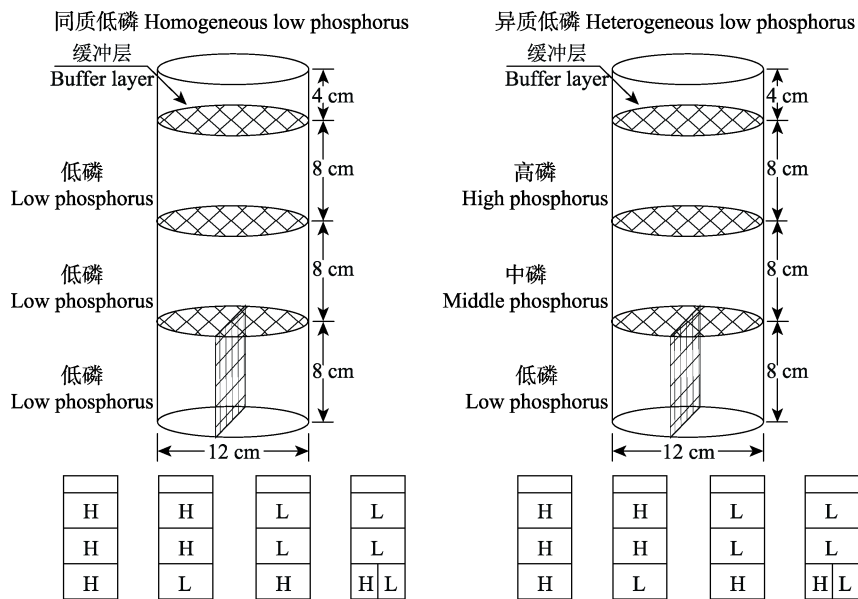 同质低磷 Homogeneous low phosphorus
缓冲层
Buffer layer
4 cm
低磷
Low phosphorus
8 cm
低磷
Low phosphorus
8 cm
低磷
Low phosphorus
8 cm
12 cm
H H L L
H H L L
H L H H L
异质低磷 Heterogeneous low phosphorus
缓冲层
Buffer layer
4 cm
高磷
High phosphorus
8 cm
中磷
Middle phosphorus
8 cm
低磷
Low phosphorus
8 cm
12 cm
H H L L
H H L L
H L H H L